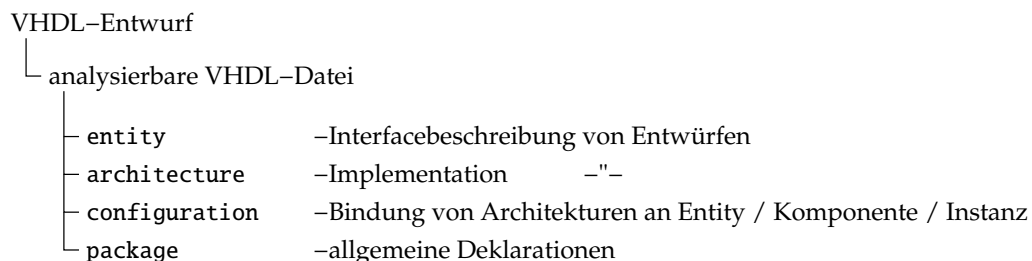 VHDL–Entwurf
analysierbare VHDL–Datei
entity –Interfacebeschreibung von Entwürfen
architecture –Implementation –"–
configuration –Bindung von Architekturen an Entity / Komponente / Instanz
package –allgemeine Deklarationen